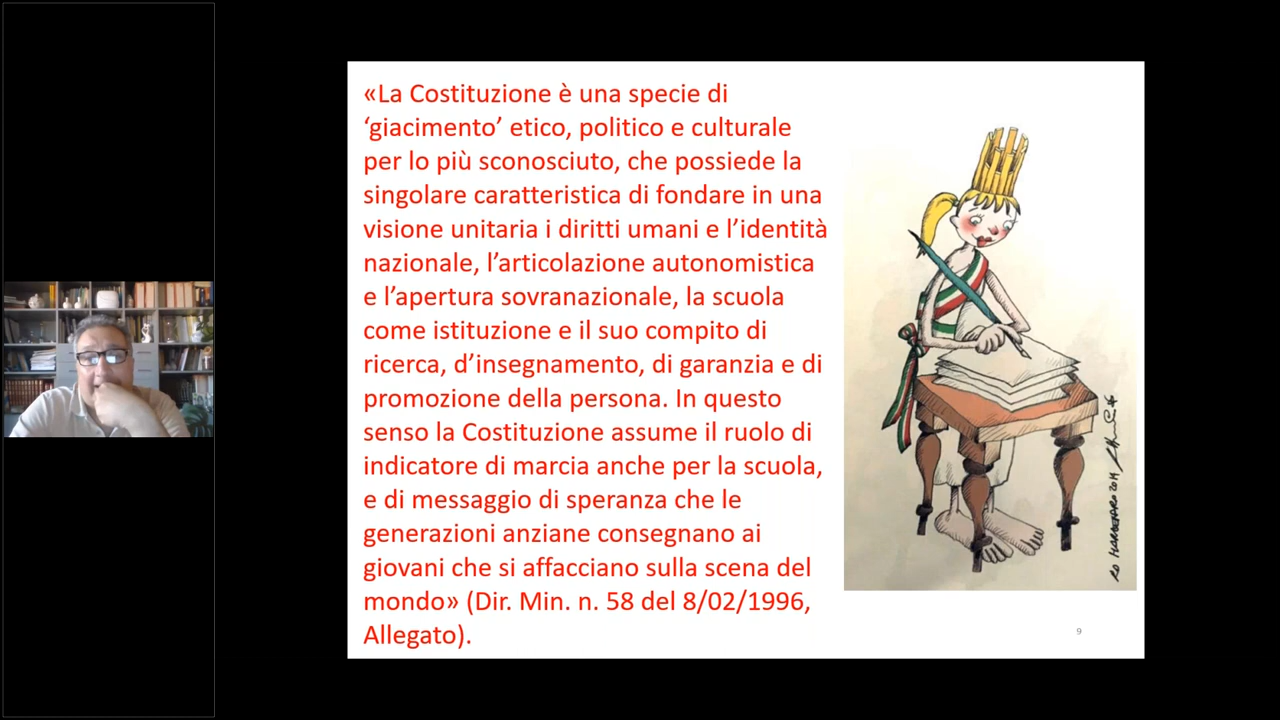 «La Costituzione è una specie di
‘giacimento’ etico, politico e culturale
per lo più sconosciuto, che possiede la
singolare caratteristica di fondare in una
visione unitaria i diritti umani e l’identità
nazionale, l’articolazione autonomistica
e l’apertura sovranazionale, la scuola
come istituzione e il suo compito di
ricerca, d’insegnamento, di garanzia e di
promozione della persona. In questo
senso la Costituzione assume il ruolo di
indicatore di marcia anche per la scuola,
e di messaggio di speranza che le
generazioni anziane consegnano ai
giovani che si affacciano sulla scena del
mondo» (Dir. Min. n. 58 del 8/02/1996,
Allegato).
9